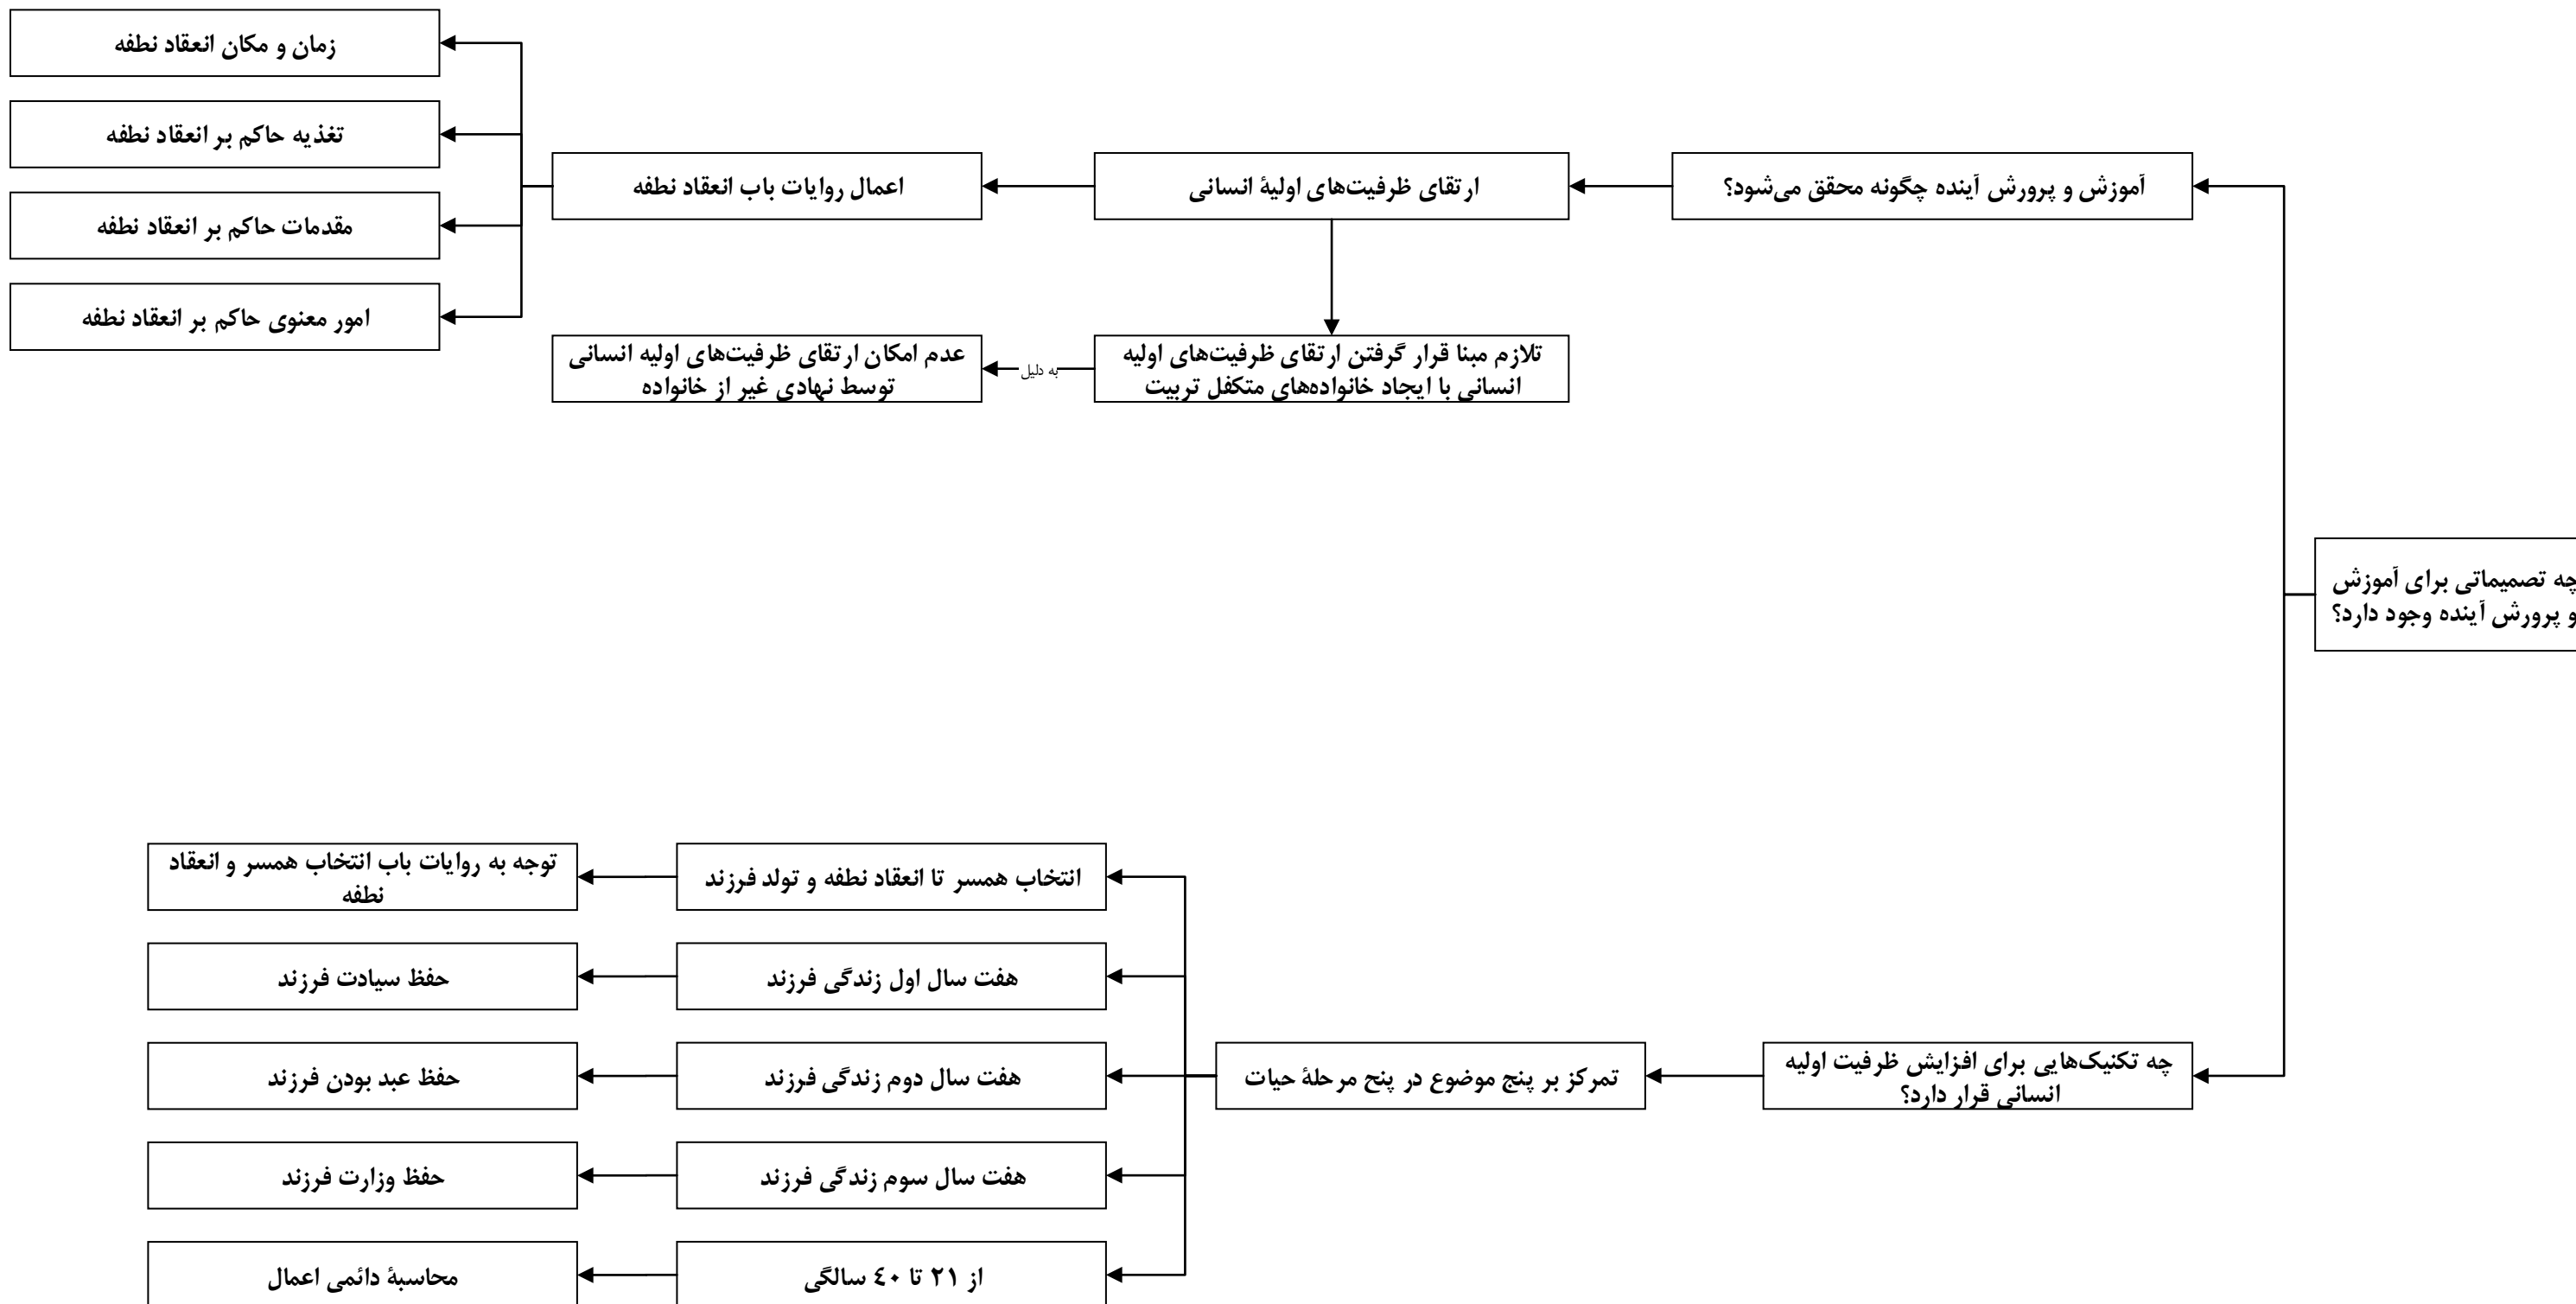 چه تصمیماتی برای آموزش
و پرورش آینده وجود دارد؟
آموزش و پرورش آینده چگونه محقق می‌شود؟
ارتقای ظرفیت‌های اولیۀ انسانی
اعمال روایات باب انعقاد نطفه
زمان و مکان انعقاد نطفه
تغذیه حاکم بر انعقاد نطفه
مقدمات حاکم بر انعقاد نطفه
امور معنوی حاکم بر انعقاد نطفه
تلازم مبنا قرار گرفتن ارتقای ظرفیت‌های اولیه
انسانی با ایجاد خانواده‌های متکفل تربیت
به دلیل
عدم امکان ارتقای ظرفیت‌های اولیه انسانی
توسط نهادی غیر از خانواده
چه تکنیک‌هایی برای افزایش ظرفیت اولیه
انسانی قرار دارد؟
تمرکز بر پنج موضوع در پنح مرحلۀ حیات
انتخاب همسر تا انعقاد نطفه و تولد فرزند
توجه به روایات باب انتخاب همسر و انعقاد
نطفه
هفت سال اول زندگی فرزند
حفظ سیادت فرزند
هفت سال دوم زندگی فرزند
حفظ عبد بودن فرزند
هفت سال سوم زندگی فرزند
حفظ وزارت فرزند
از ۲۱ تا ٤۰ سالگی
محاسبۀ دائمی اعمال